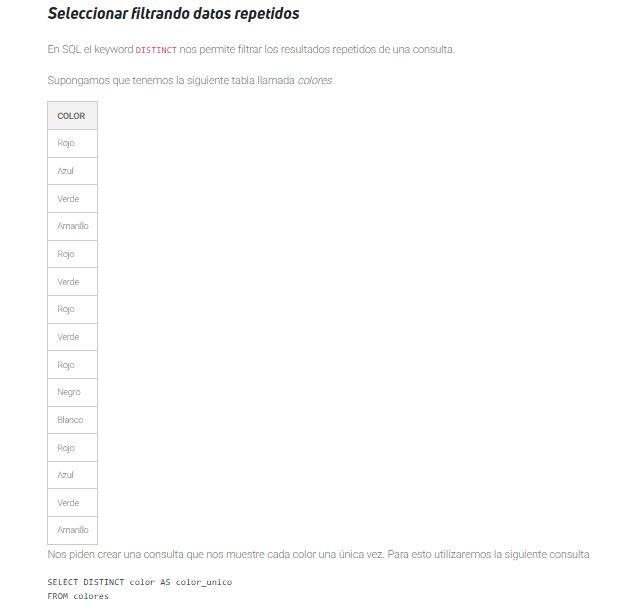 Seleccionar filtrando datos repetidos
En SQL el keyword DISTINCT nos permite filtrar los resultados repetidos de una consulta.
Supongamos que tenemos la siguiente tabla llamada colores
COLOR
Rojo
Azul
Verde
Amarillo
Rojo
Verde
Rojo
Verde
Rojo
Negro
Blanco
Rojo
Azul
Verde
Amarillo
Nos piden crear una consulta que nos muestre cada color una única vez. Para esto utilizaremos la siguiente consulta
SELECT DISTINCT color AS color_unico
FROM colores